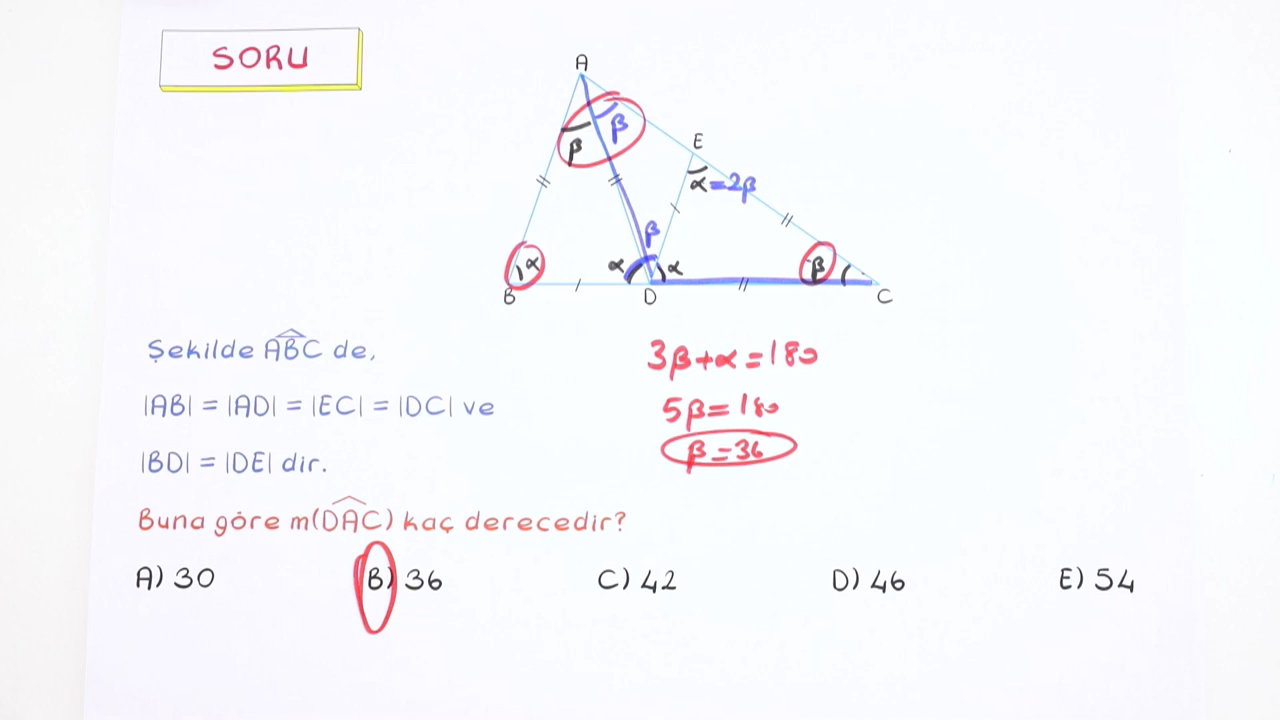 SORU
A
β
β
E
α=2β
β
α
α
α
β
B
D
C
Şekilde ABC de,
|AB| = |AD| = |EC| = |DC| ve
|BD| = |DE| dir.
3β+α=180
5β=180
β=36
Buna göre m(DAC) kaç derecedir?
A) 30 B) 36 C) 42 D) 46 E) 54